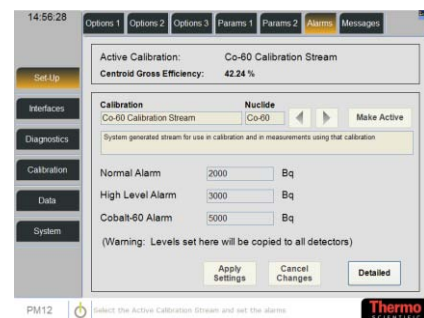 14:56:28
Options 1 Options 2 Options 3 Params 1 Params 2 Alarms Messages
Active Calibration: Co-60 Calibration Stream
Centroid Gross Efficiency: 42.24 %
Set-Up
Interfaces
Diagnostics
Calibration
Data
System
Calibration Nuclide
Co-60 Calibration Stream Co-60 Make Active
System generated stream for use in calibration and in measurements using that calibration
Normal Alarm 2000 Bq
High Level Alarm 3000 Bq
Cobalt-60 Alarm 5000 Bq
(Warning: Levels set here will be copied to all detectors)
Apply Settings Cancel Changes Detailed
PM12 Select the Active Calibration Stream and set the alarms
Thermo
SCIENTIFIC